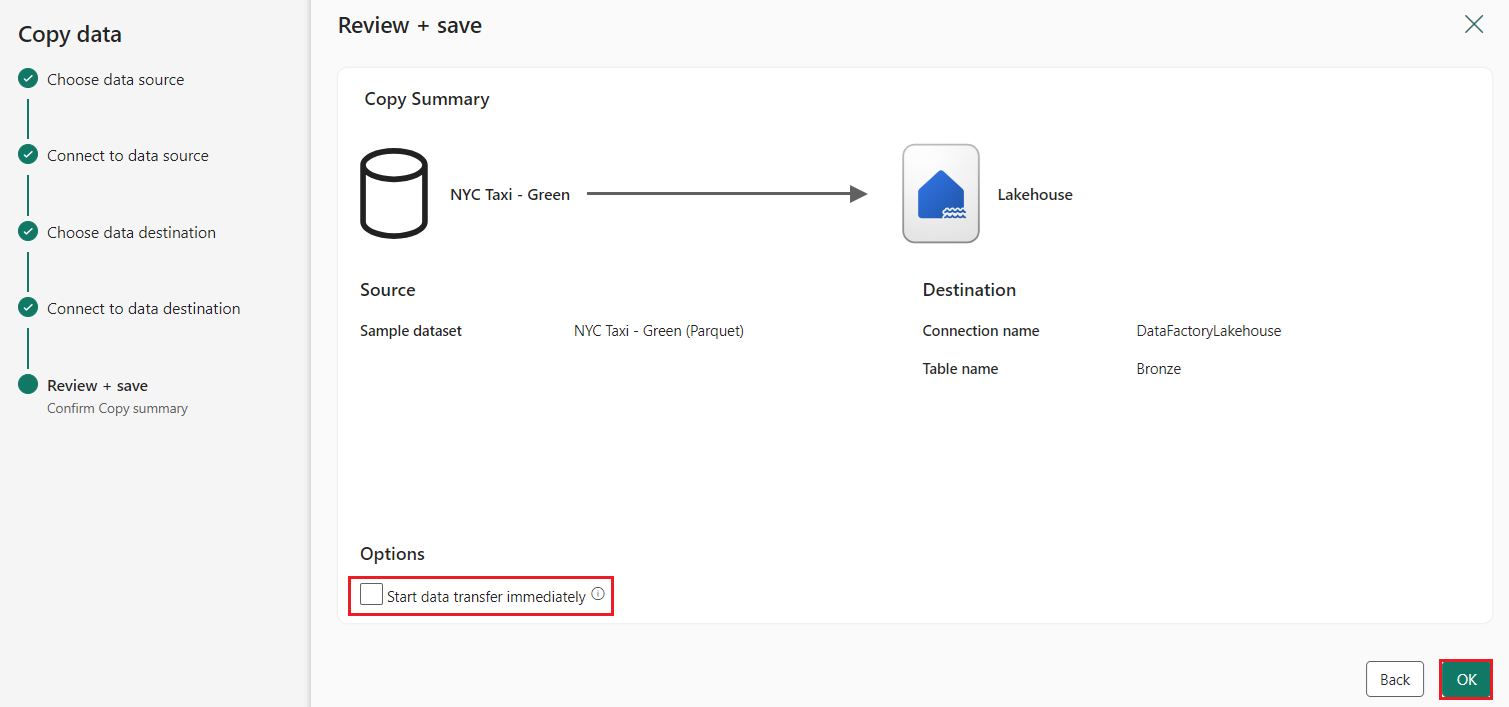 Copy data
Choose data source
Connect to data source
Choose data destination
Connect to data destination
Review + save
Confirm Copy summary
Review + save
Copy Summary
NYC Taxi - Green
Lakehouse
Source
Sample dataset NYC Taxi - Green (Parquet)
Destination
Connection name DataFactoryLakehouse
Table name Bronze
Options
Start data transfer immediately
Back
OK